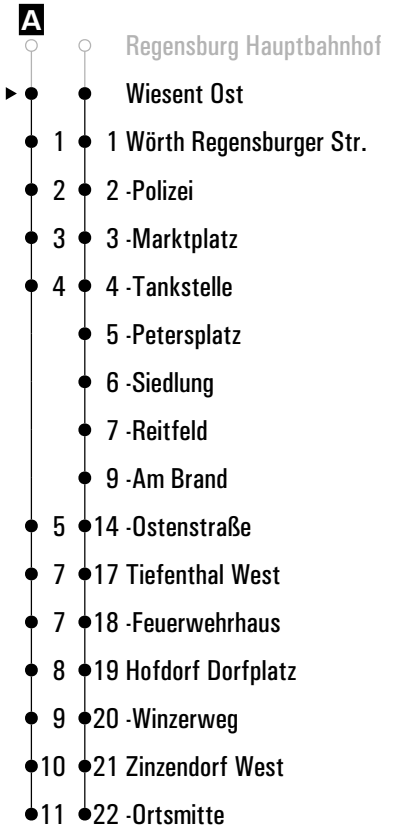 A
Regensburg Hauptbahnhof
Wiesent Ost
1 1 Wörth Regensburger Str.
2 2 -Polizei
3 3 -Marktplatz
4 4 -Tankstelle
5 -Petersplatz
6 -Siedlung
7 -Reitfeld
9 -Am Brand
5 14 -Ostenstraße
7 17 Tiefenthal West
7 18 -Feuerwehrhaus
8 19 Hofdorf Dorfplatz
9 20 -Winzerweg
10 21 Zinzendorf West
11 22 -Ortsmitte